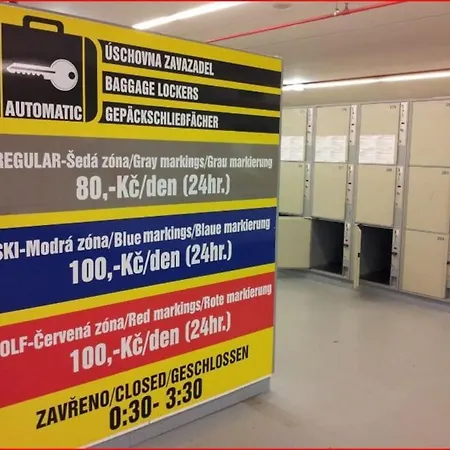 ÚSCHOVNA ZAVAZADEL
BAGGAGE LOCKERS
AUTOMATIC
GEPÄCKSCHLIEßFÄCHER
REGULAR-Šedá zóna/Gray markings/Grau markierung
80,-Kč/den (24hr.)
SKI-Modrá zóna/Blue markings/Blaue markierung
100,-Kč/den (24hr.)
OLF-Červená zóna/Red markings/Rote markierung
100,-Kč/den (24hr.)
ZAVŘENO/CLOSED/GESCHLOSSEN
0:30- 3:30